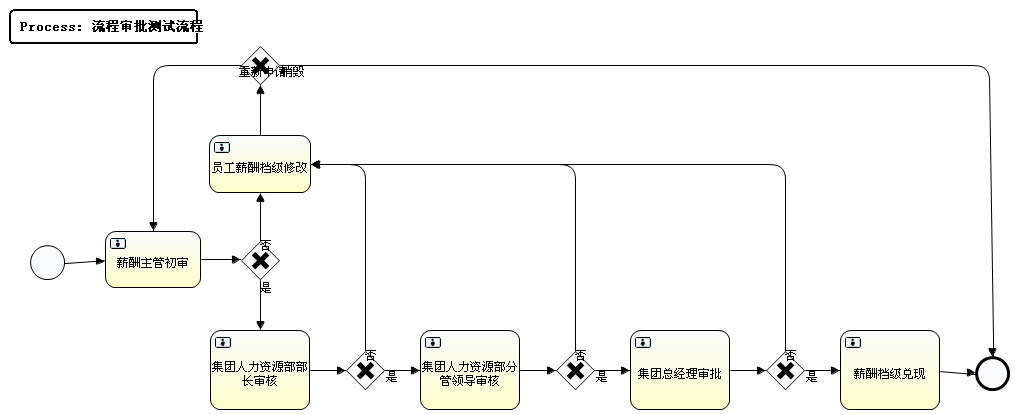 Process: 流程审批测试流程
重新申请
销毁
员工薪酬档级修改
否
薪酬主管初审
是
集团人力资源部部
长审核
否
是
集团人力资源部分
管领导审核
否
是
集团总经理审批
否
是
薪酬档级兑现